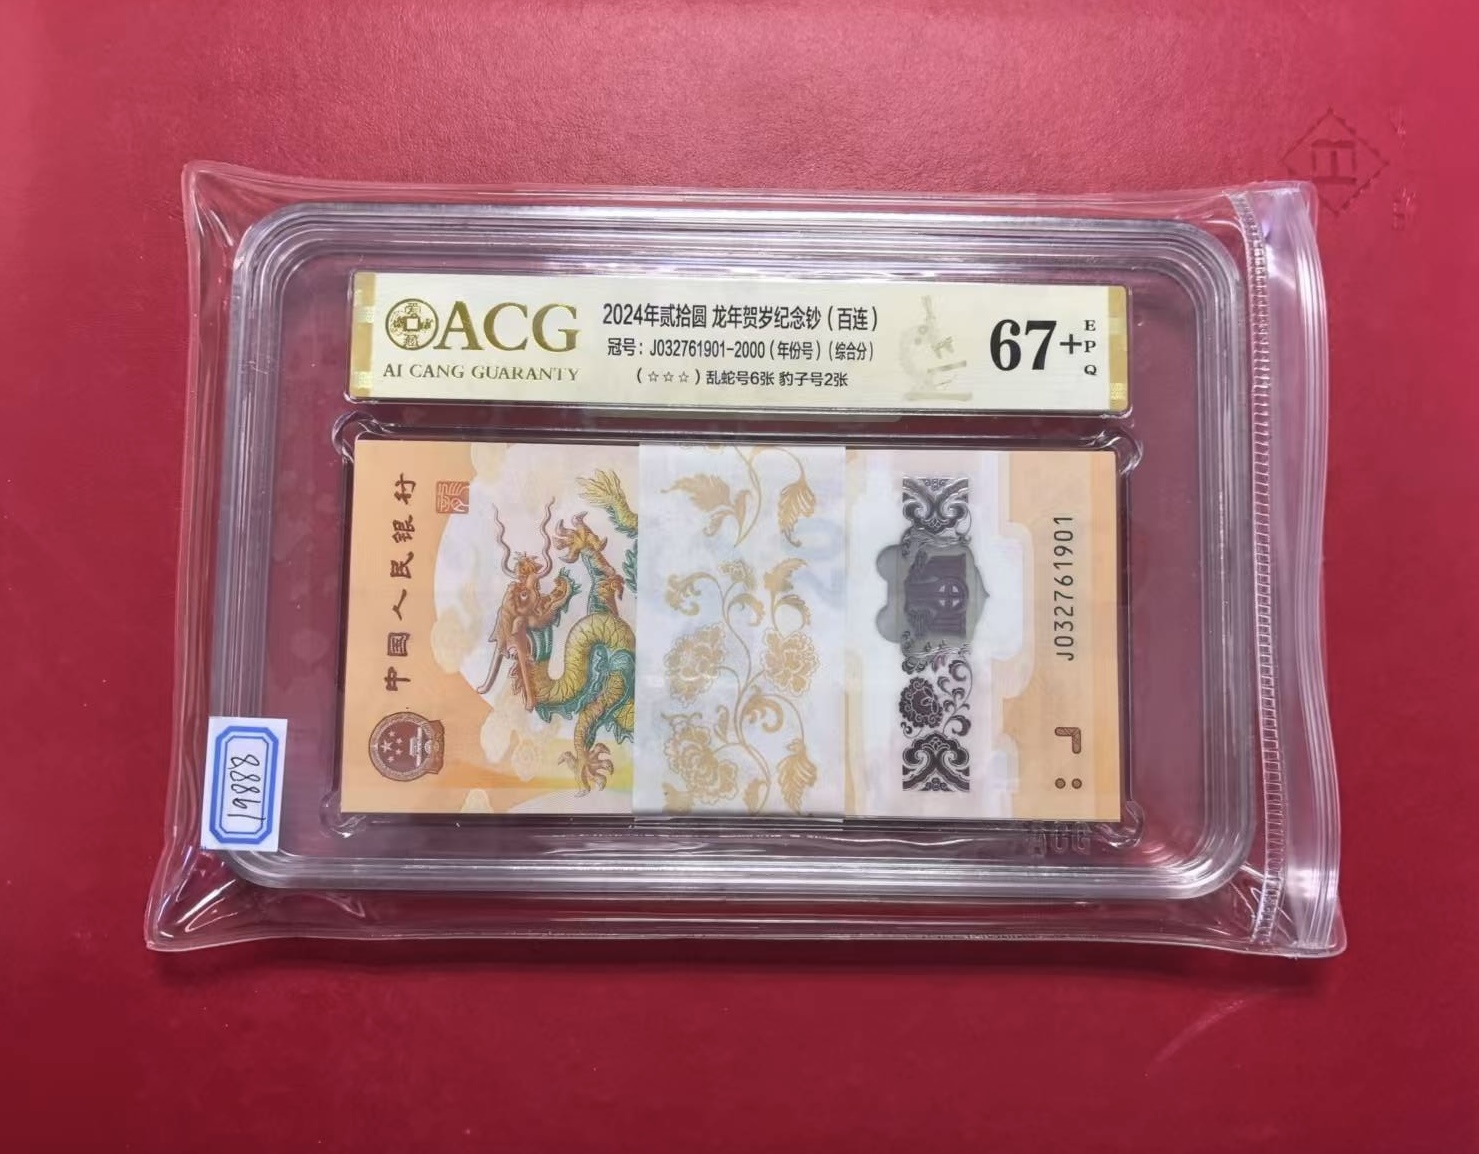 ACG
AI CANG GUARANTY
2024年贰拾圆 龙年贺岁纪念钞（百连）
冠号：J032761901-2000（年份号）（综合分）
（☆☆☆）乱蛇号6张 豹子号2张
67+
EPQ
中国人民银行
J032761901
19888
ACG